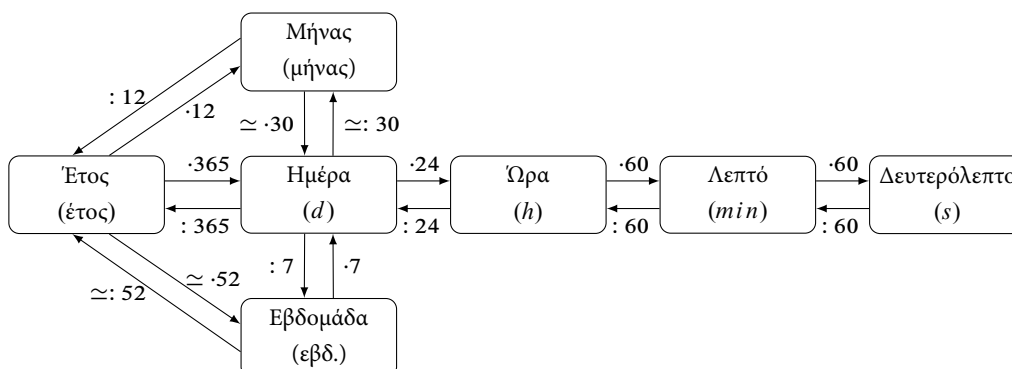 Μήνας
(μήνας)
: 12
·12
≃ ·30
≃: 30
Έτος
(έτος)
·365
: 365
Ημέρα
(d)
·24
: 24
Ώρα
(h)
·60
: 60
Λεπτό
(min)
·60
: 60
Δευτερόλεπτο
(s)
≃ ·52
≃: 52
: 7
·7
Εβδομάδα
(εβδ.)